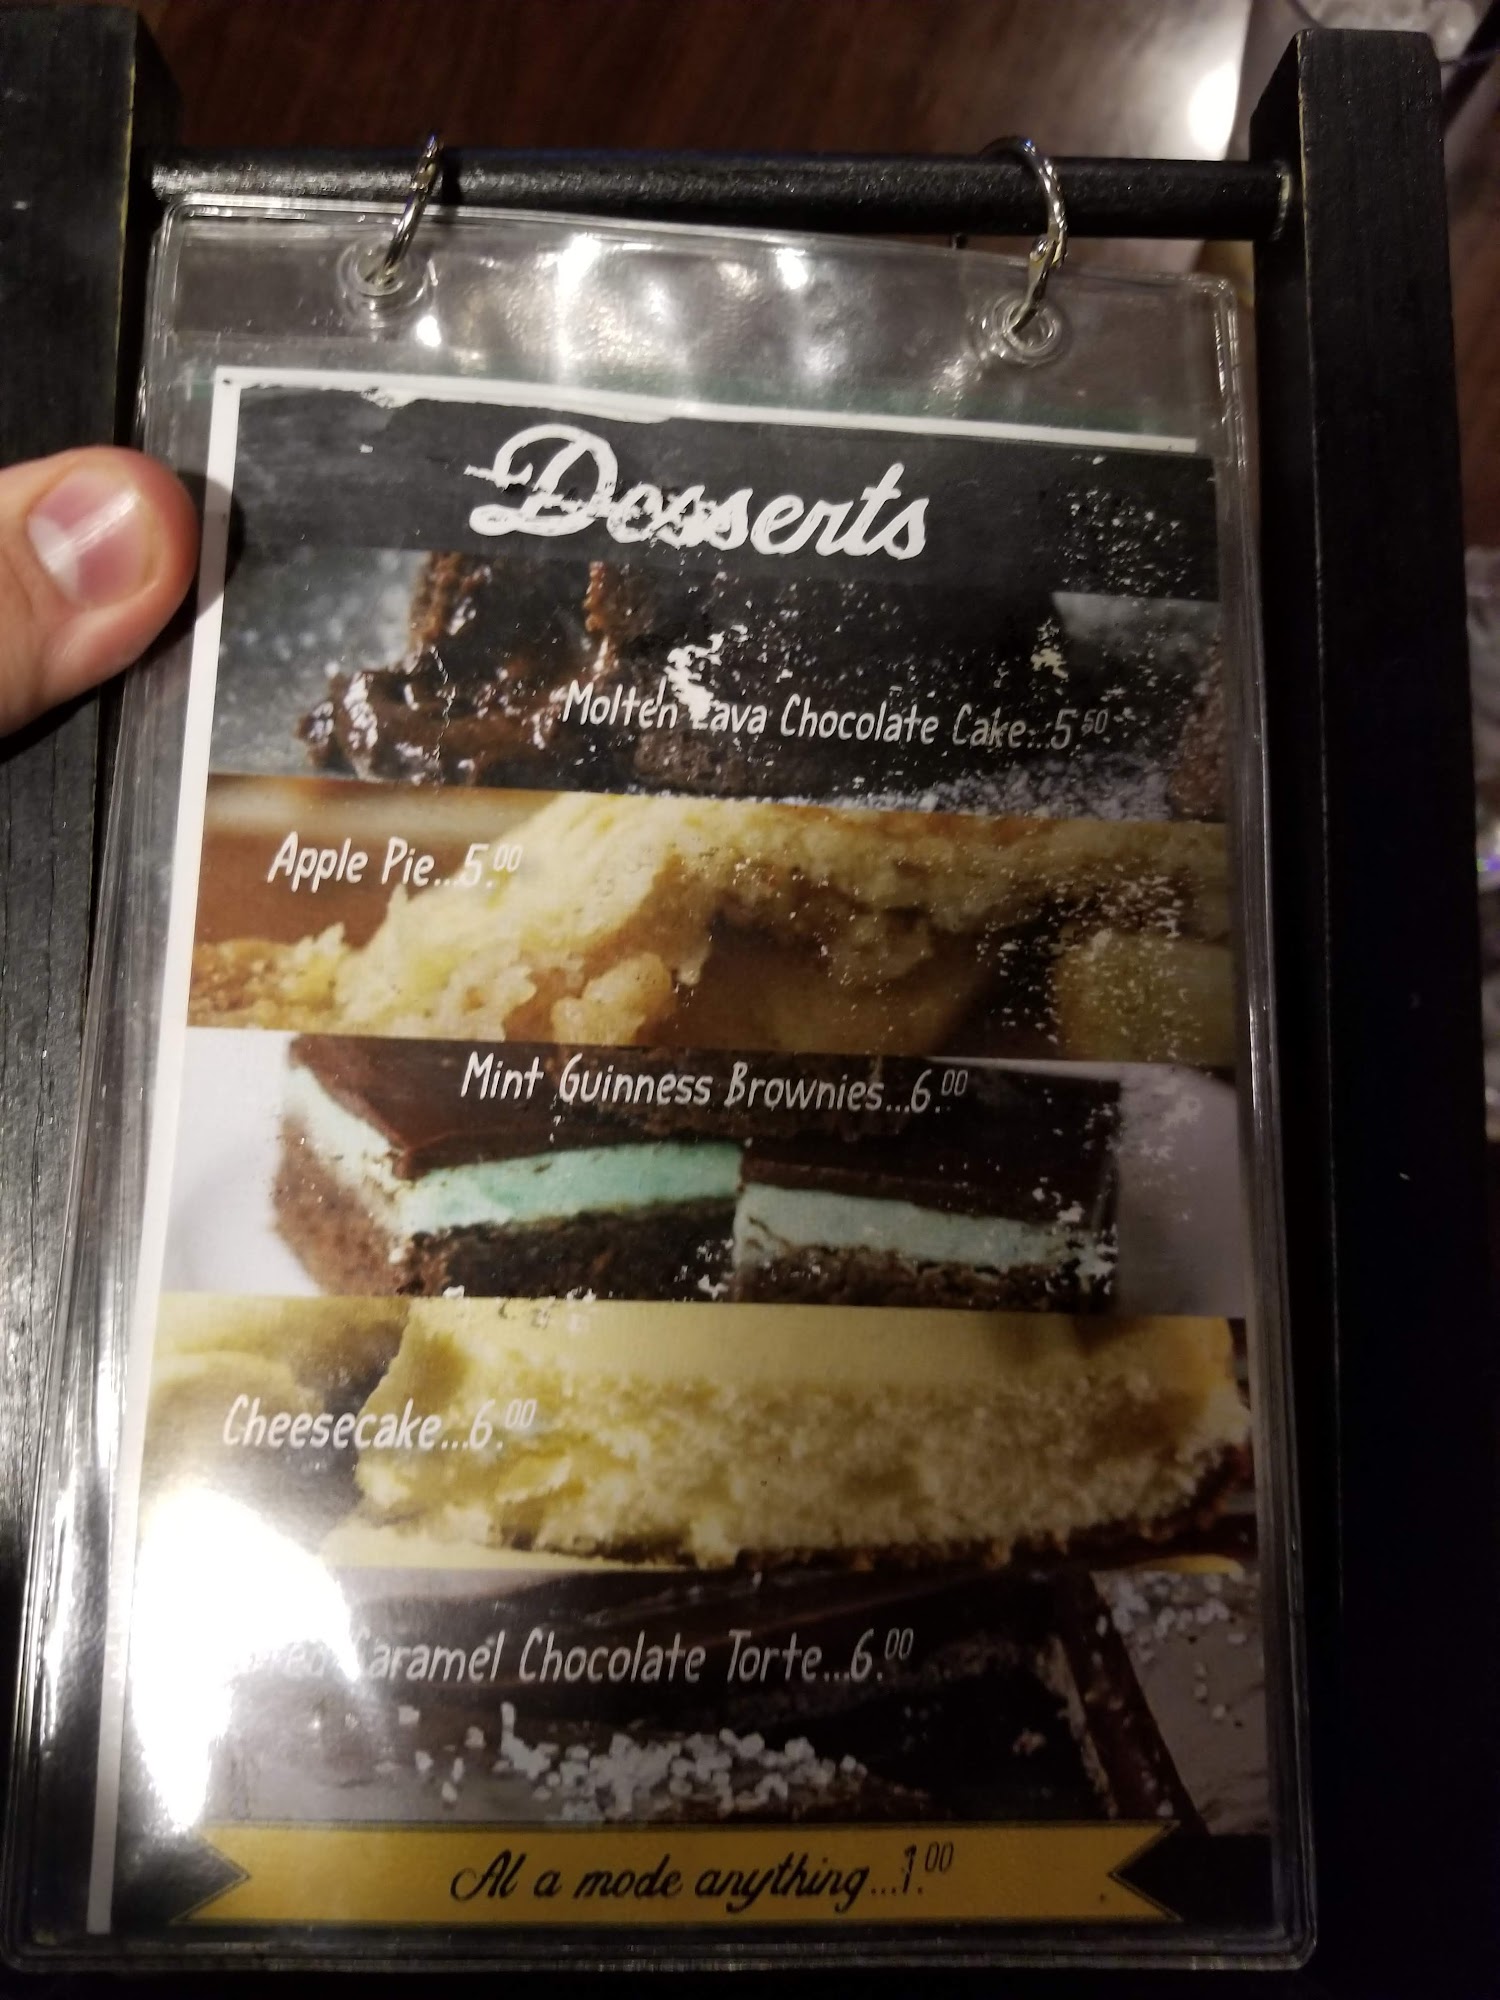 Desserts
Molten Lava Chocolate Cake...5.50
Apple Pie...5.00
Mint Guinness Brownies...6.00
Cheesecake...6.00
Caramel Chocolate Torte...6.00
Al a mode anything...1.00